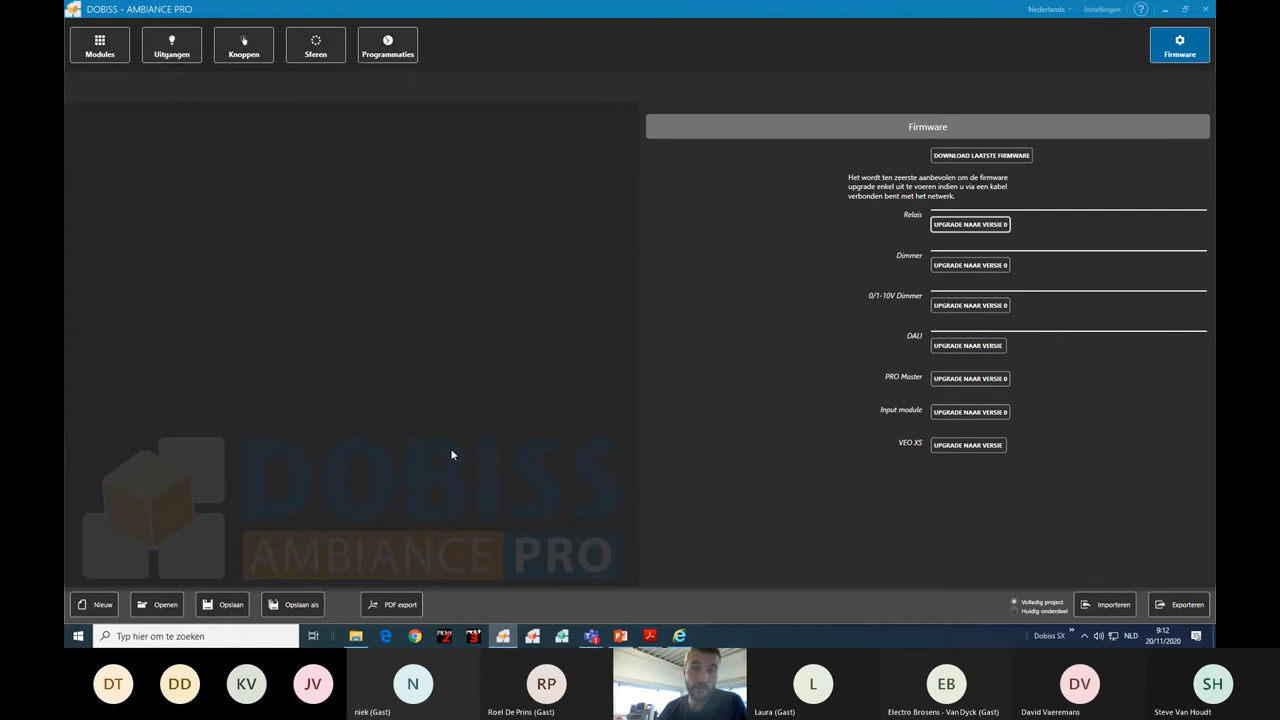 DOBISS - AMBIANCE PRO
Nederlands
Instellingen
?
Modules
Uitgangen
Knoppen
Sferen
Programmaties
Firmware
Firmware
DOWNLOAD LAATSTE FIRMWARE
Het wordt ten zeerste aanbevolen om de firmware
upgrade enkel uit te voeren indien u via een kabel
verbonden bent met het netwerk.
Relais
UPGRADE NAAR VERSIE 0
Dimmer
UPGRADE NAAR VERSIE 0
0/1-10V Dimmer
UPGRADE NAAR VERSIE 0
DALI
UPGRADE NAAR VERSIE
PRO Master
UPGRADE NAAR VERSIE 0
Input module
UPGRADE NAAR VERSIE 0
VEO XS
UPGRADE NAAR VERSIE
DOBISS
AMBIANCE PRO
Nieuw
Openen
Opslaan
Opslaan als
PDF export
Volledig project
Huidig onderdeel
Importeren
Exporteren
Typ hier om te zoeken
Dobiss SX
NLD
9:12
20/11/2020
DT
DD
KV
JV
N
niek (Gast)
RP
Roel De Prins (Gast)
L
Laura (Gast)
EB
Electro Brosens - Van Dyck (Gast)
DV
David Vaeremans
SH
Steve Van Houdt